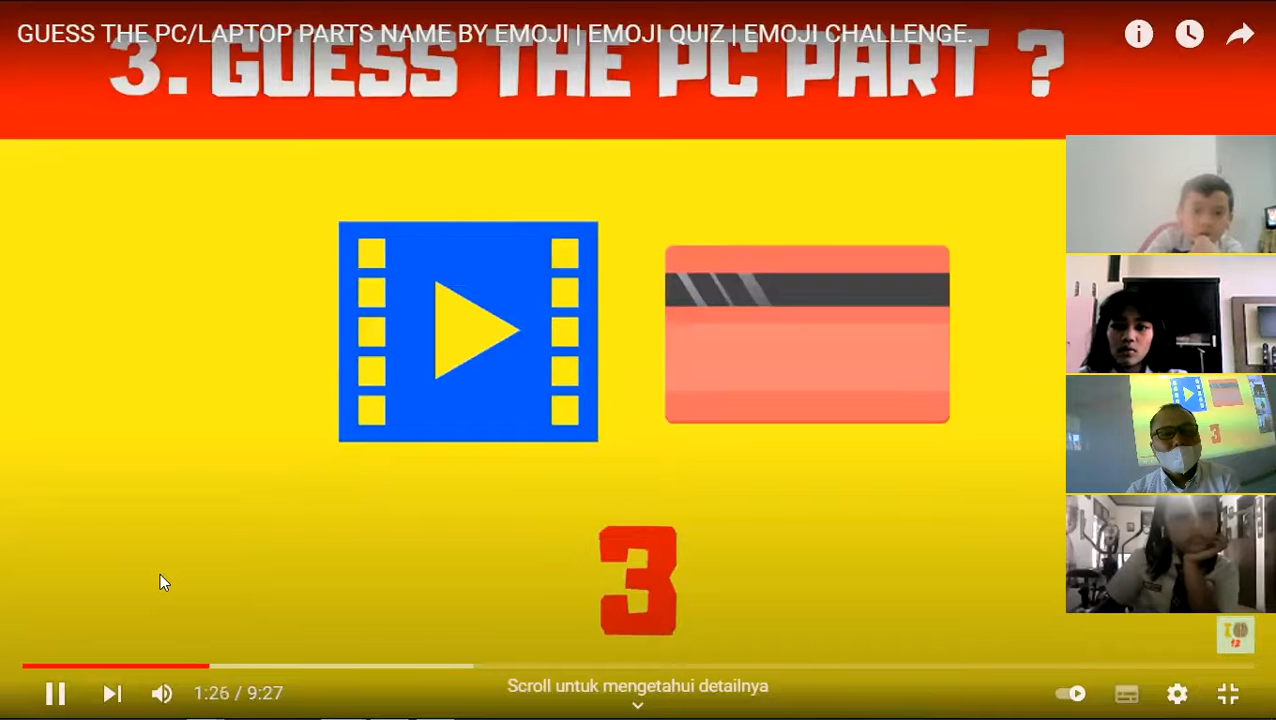 GUESS THE PC/LAPTOP PARTS NAME BY EMOJI | EMOJI QUIZ | EMOJI CHALLENGE.
3. GUESS THE PC PART ?
3
1:26 / 9:27
Scroll untuk mengetahui detailnya